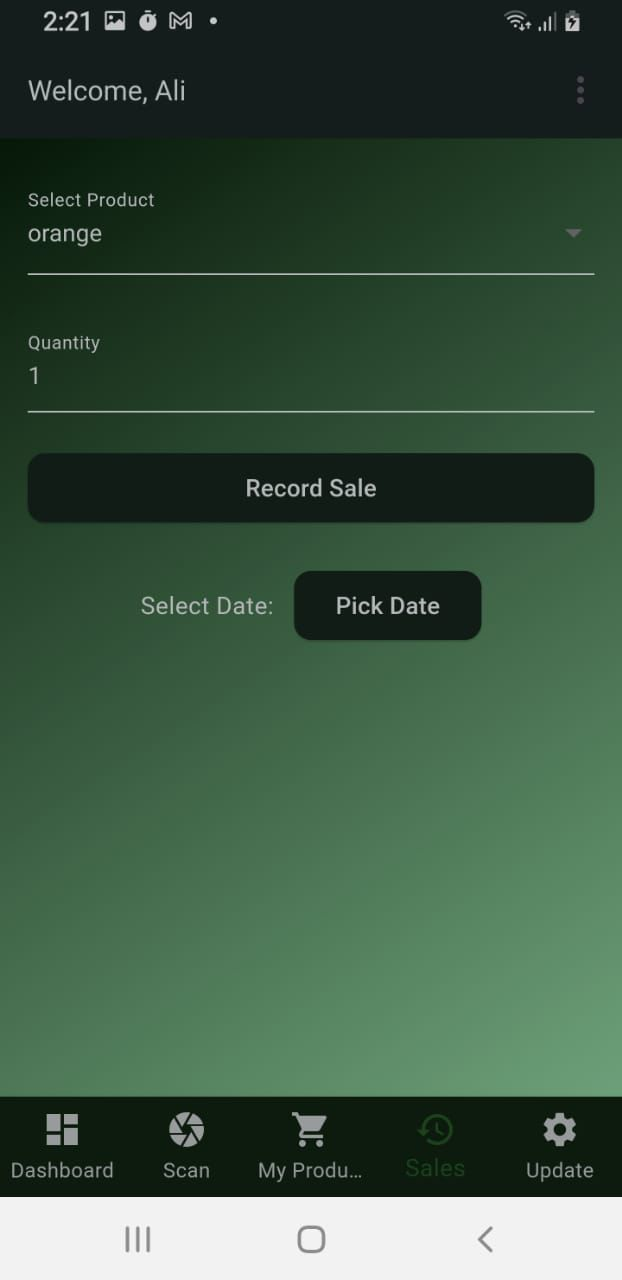 2:21
Welcome, Ali
Select Product
orange
Quantity
1
Record Sale
Select Date: Pick Date
Dashboard Scan My Produ... Sales Update